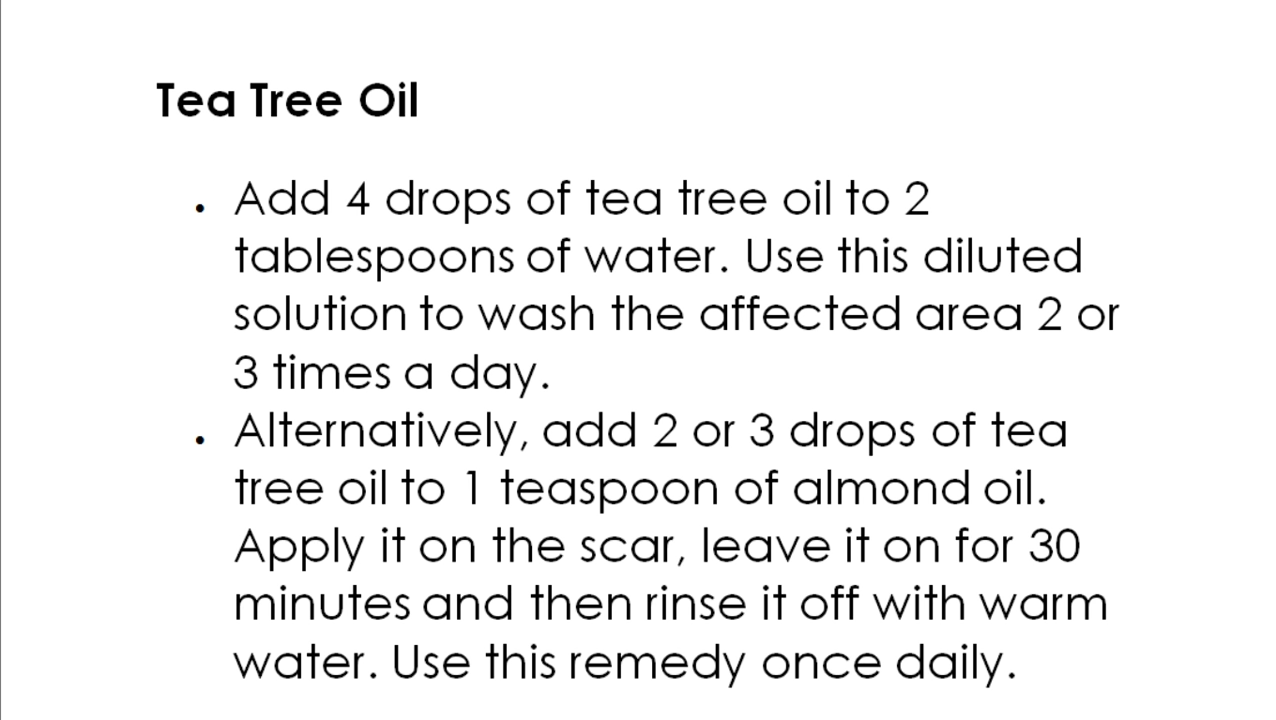 Tea Tree Oil
• Add 4 drops of tea tree oil to 2
tablespoons of water. Use this diluted
solution to wash the affected area 2 or
3 times a day.
• Alternatively, add 2 or 3 drops of tea
tree oil to 1 teaspoon of almond oil.
Apply it on the scar, leave it on for 30
minutes and then rinse it off with warm
water. Use this remedy once daily.